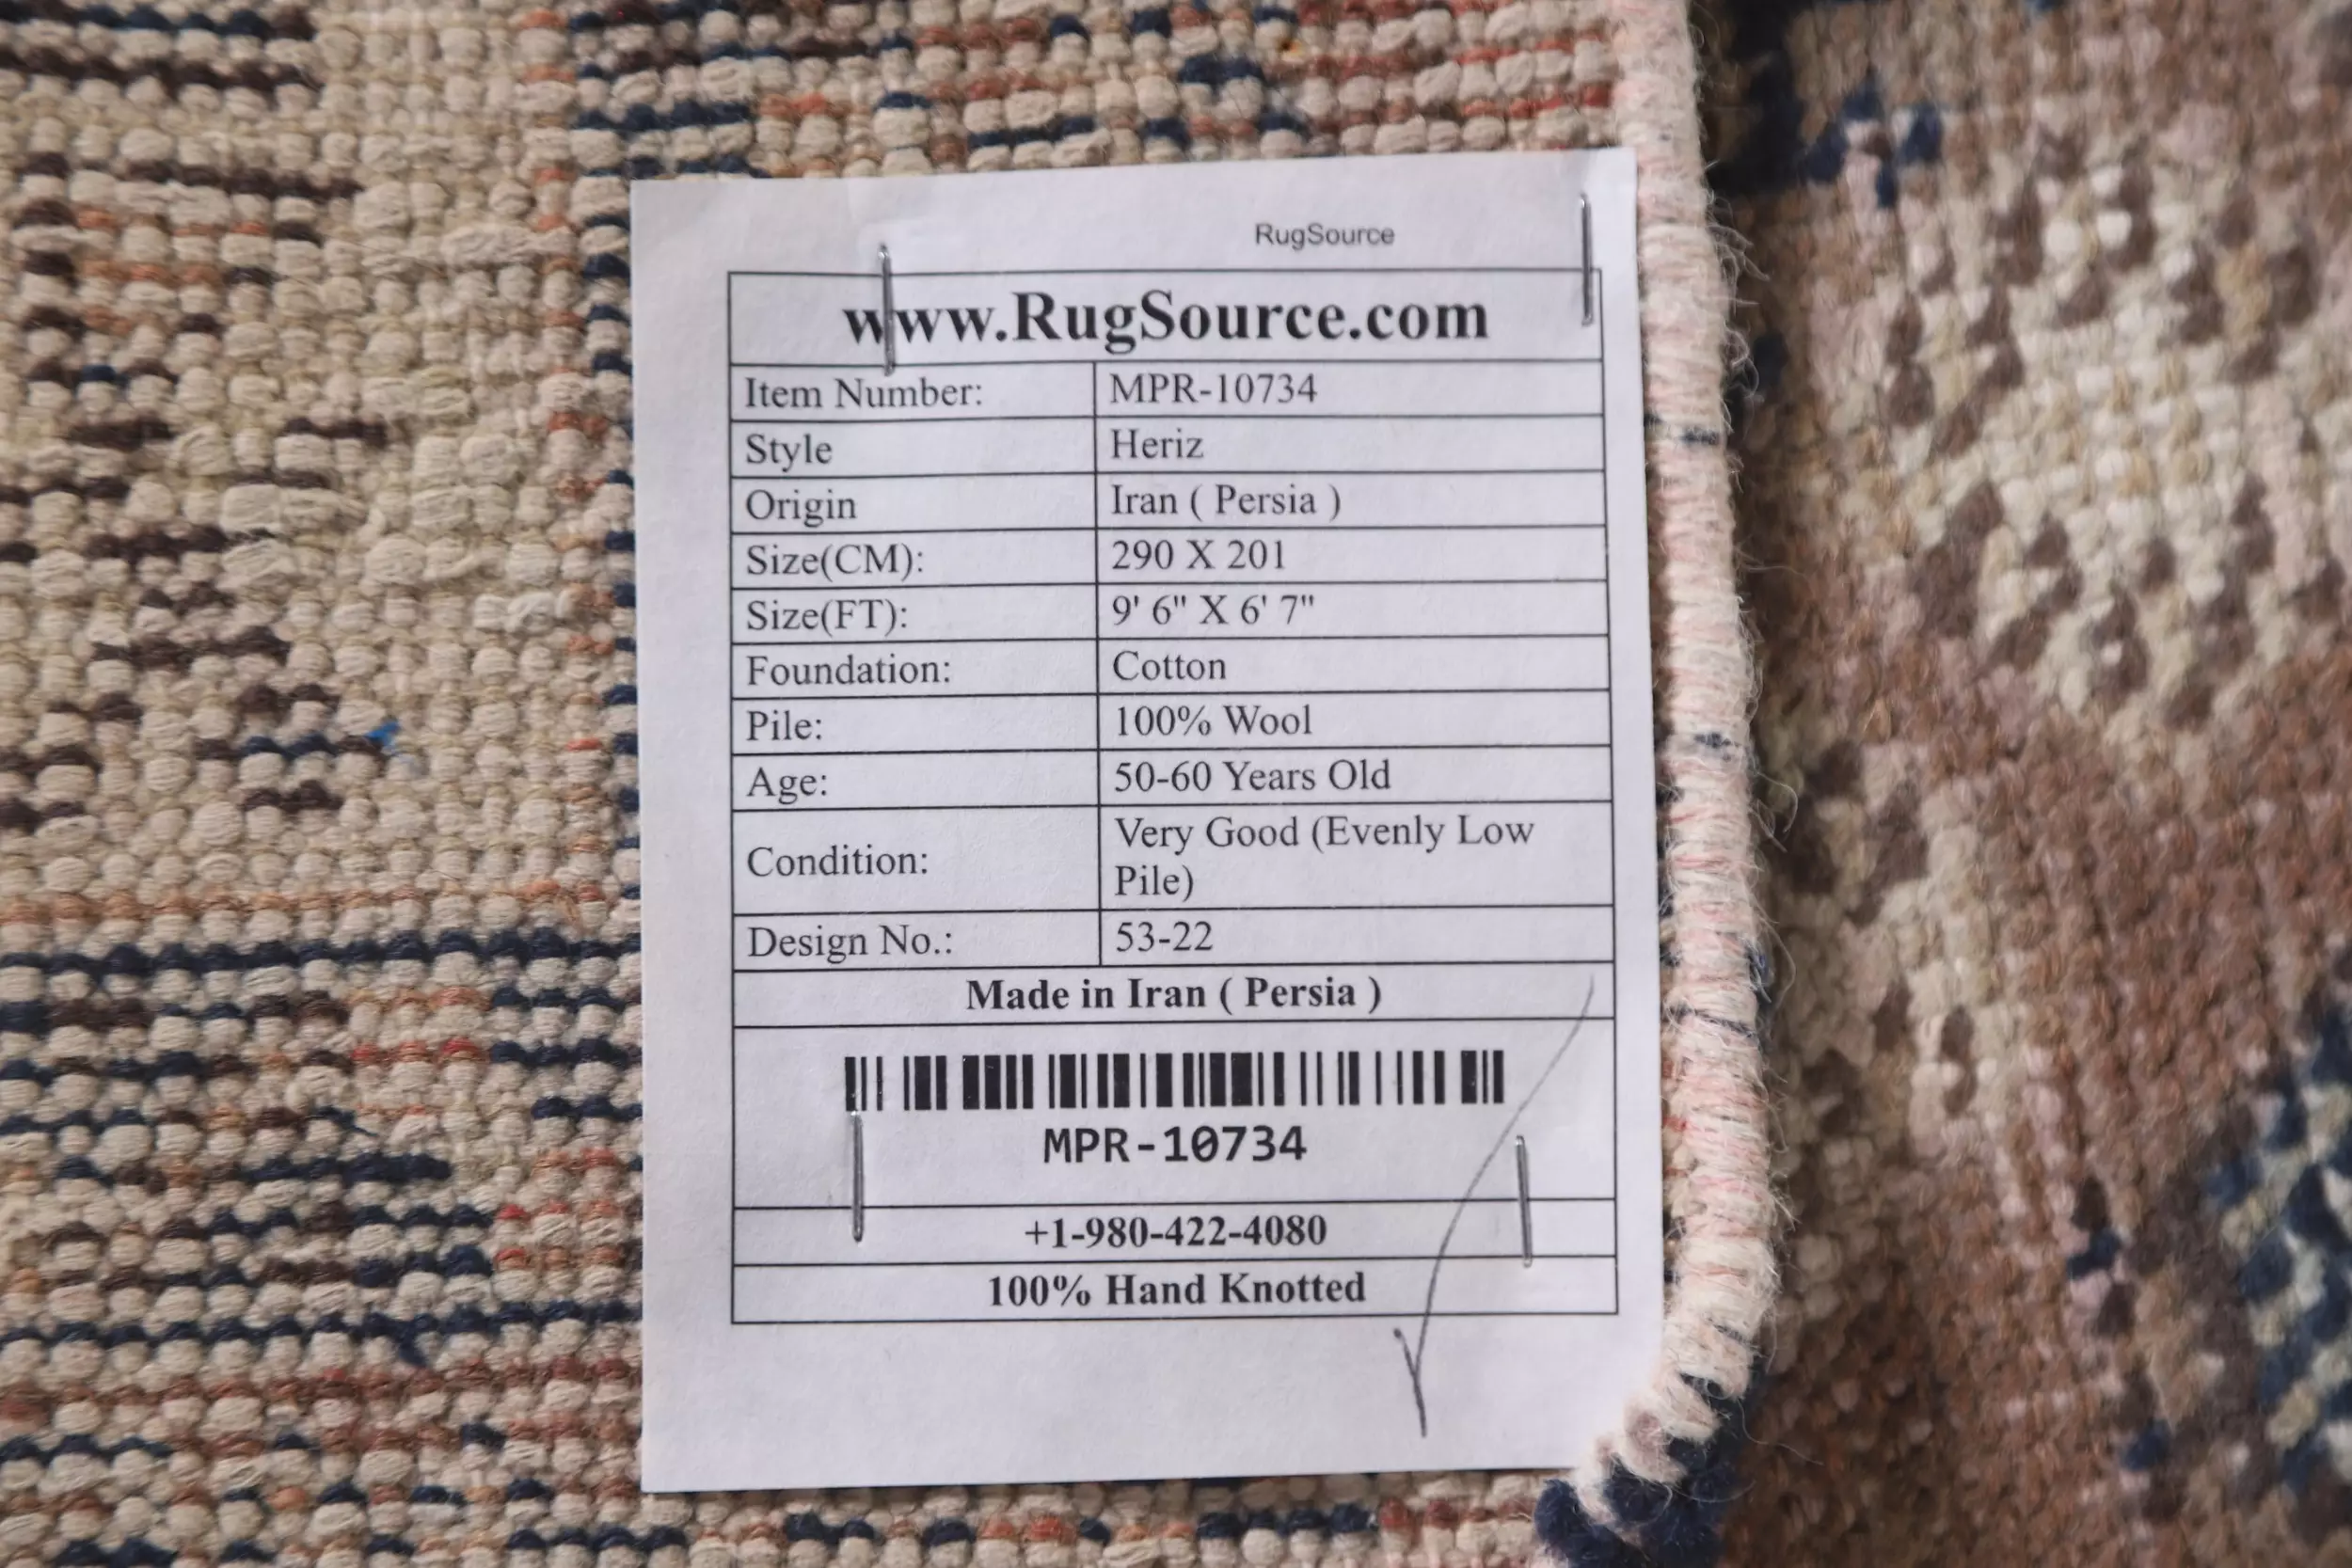 RugSource
www.RugSource.com
Item Number: MPR-10734
Style Heriz
Origin Iran ( Persia )
Size(CM): 290 X 201
Size(FT): 9' 6" X 6' 7"
Foundation: Cotton
Pile: 100% Wool
Age: 50-60 Years Old
Condition: Very Good (Evenly Low
Pile)
Design No.: 53-22
Made in Iran ( Persia )
MPR-10734
+1-980-422-4080
100% Hand Knotted